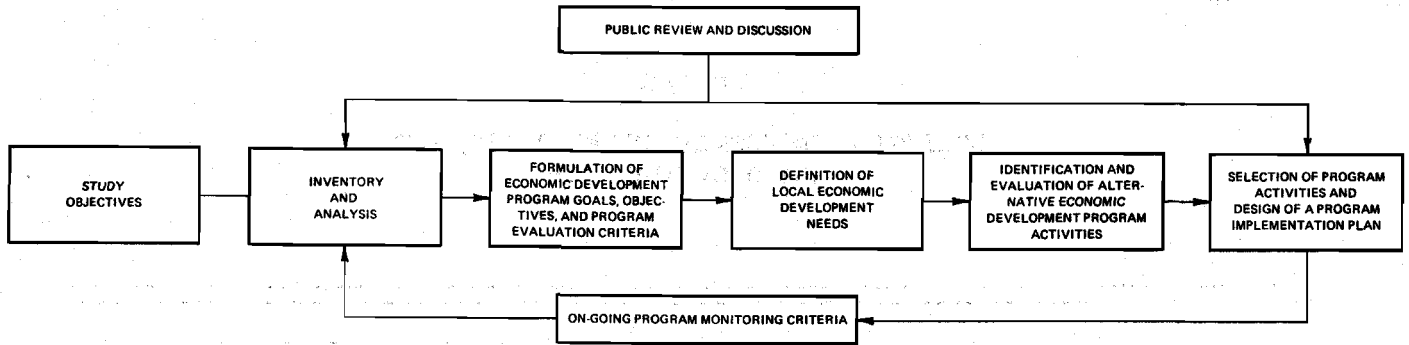 PUBLIC REVIEW AND DISCUSSION
STUDY
OBJECTIVES
INVENTORY
AND
ANALYSIS
FORMULATION OF
ECONOMIC DEVELOPMENT
PROGRAM GOALS, OBJEC-
TIVES, AND PROGRAM
EVALUATION CRITERIA
DEFINITION OF
LOCAL ECONOMIC
DEVELOPMENT
NEEDS
IDENTIFICATION AND
EVALUATION OF ALTER-
NATIVE ECONOMIC
DEVELOPMENT PROGRAM
ACTIVITIES
SELECTION OF PROGRAM
ACTIVITIES AND
DESIGN OF A PROGRAM
IMPLEMENTATION PLAN
ON-GOING PROGRAM MONITORING CRITERIA